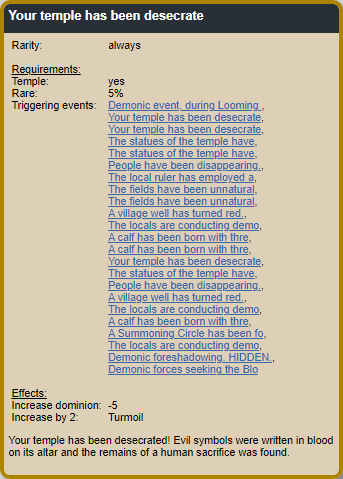 Your temple has been desecrate
Rarity: always
Requirements:
Temple: yes
Rare: 5%
Triggering events: Demonic event, during Looming ,
Your temple has been desecrate,
Your temple has been desecrate,
The statues of the temple have,
The statues of the temple have,
People have been disappearing.,
The local ruler has employed a,
The fields have been unnatural,
The fields have been unnatural,
A village well has turned red.,
The locals are conducting demo,
A calf has been born with thre,
A calf has been born with thre,
Your temple has been desecrate,
The statues of the temple have,
People have been disappearing.,
A village well has turned red.,
The locals are conducting demo,
A calf has been born with thre,
A Summoning Circle has been fo,
The locals are conducting demo,
Demonic foreshadowing. HIDDEN.,
Demonic forces seeking the Blo
Effects:
Increase dominion: -5
Increase by 2: Turmoil
Your temple has been desecrated! Evil symbols were written in blood
on its altar and the remains of a human sacrifice was found.